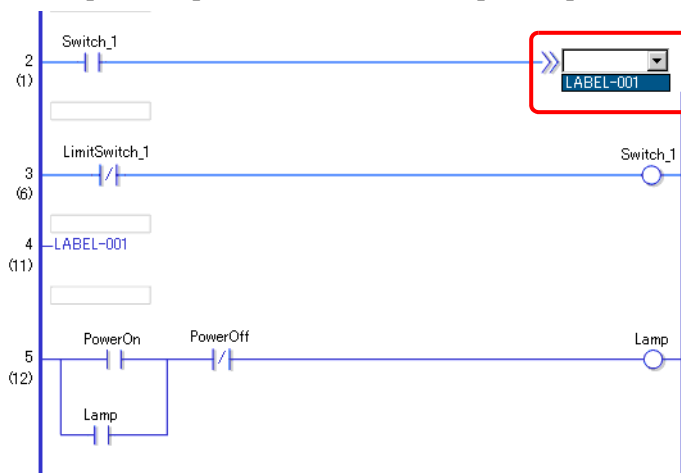 Switch_1
2
(1)
LABEL-001
LimitSwitch_1
Switch_1
3
(6)
4
LABEL-001
(11)
PowerOn
PowerOff
Lamp
5
(12)
Lamp